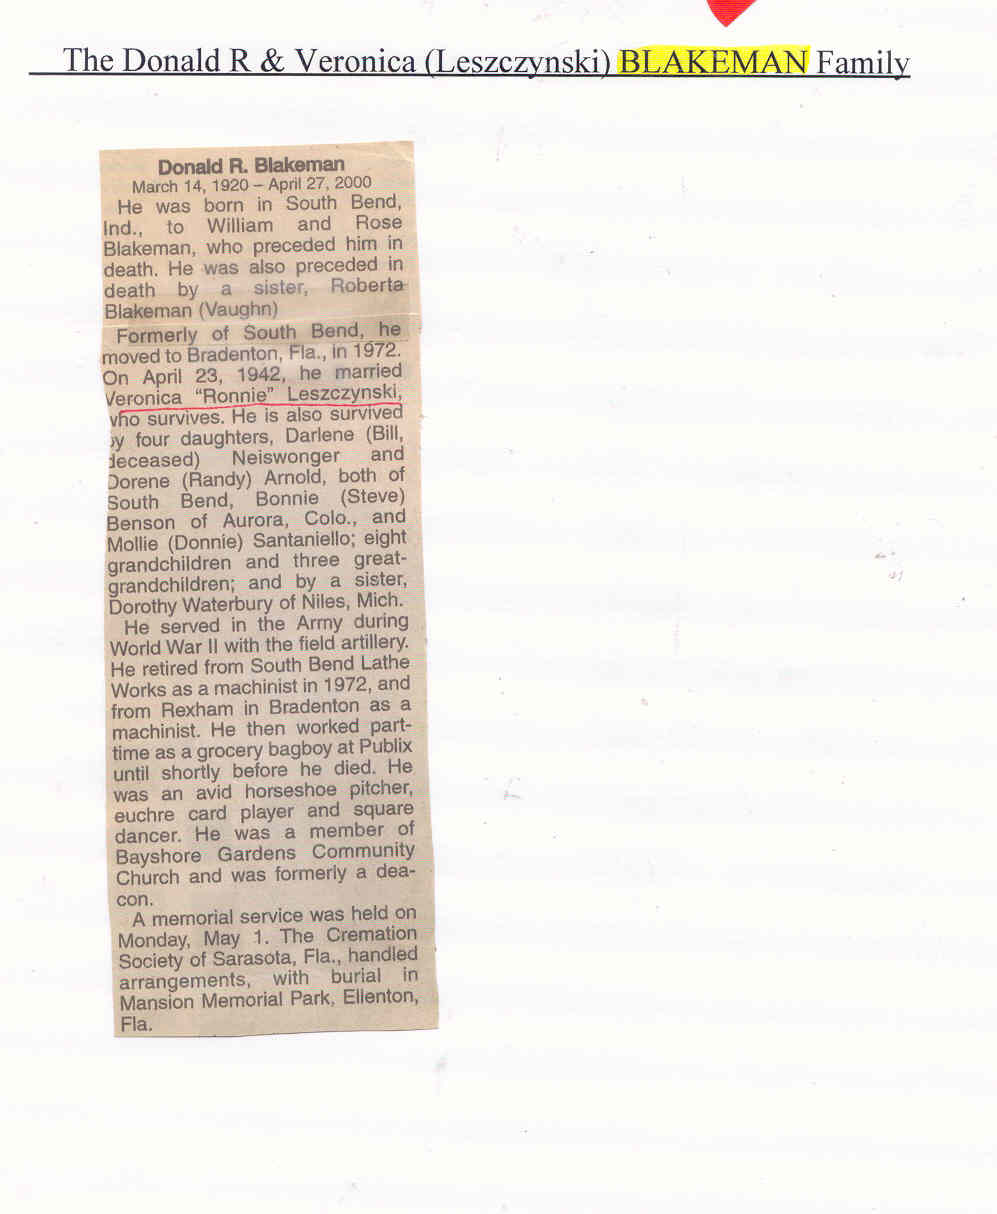 The Donald R & Veronica (Leszczynski) BLAKEMAN Family
Donald R. Blakeman
March 14, 1920 – April 27, 2000
He was born in South Bend,
Ind., to William and Rose
Blakeman, who preceded him in
death. He was also preceded in
death by a sister, Roberta
Blakeman (Vaughn)
Formerly of South Bend, he
moved to Bradenton, Fla., in 1972.
On April 23, 1942, he married
Veronica “Ronnie” Leszczynski,
who survives. He is also survived
by four daughters, Darlene (Bill,
deceased) Neiswonger and
Dorene (Randy) Arnold, both of
South Bend, Bonnie (Steve)
Benson of Aurora, Colo., and
Mollie (Donnie) Santaniello; eight
grandchildren and three great-
grandchildren; and by a sister,
Dorothy Waterbury of Niles, Mich.
He served in the Army during
World War II with the field artillery.
He retired from South Bend Lathe
Works as a machinist in 1972, and
from Rexham in Bradenton as a
machinist. He then worked part-
time as a grocery bagboy at Publix
until shortly before he died. He
was an avid horseshoe pitcher,
euchre card player and square
dancer. He was a member of
Bayshore Gardens Community
Church and was formerly a dea-
con.
A memorial service was held on
Monday, May 1. The Cremation
Society of Sarasota, Fla., handled
arrangements, with burial in
Mansion Memorial Park, Ellenton,
Fla.